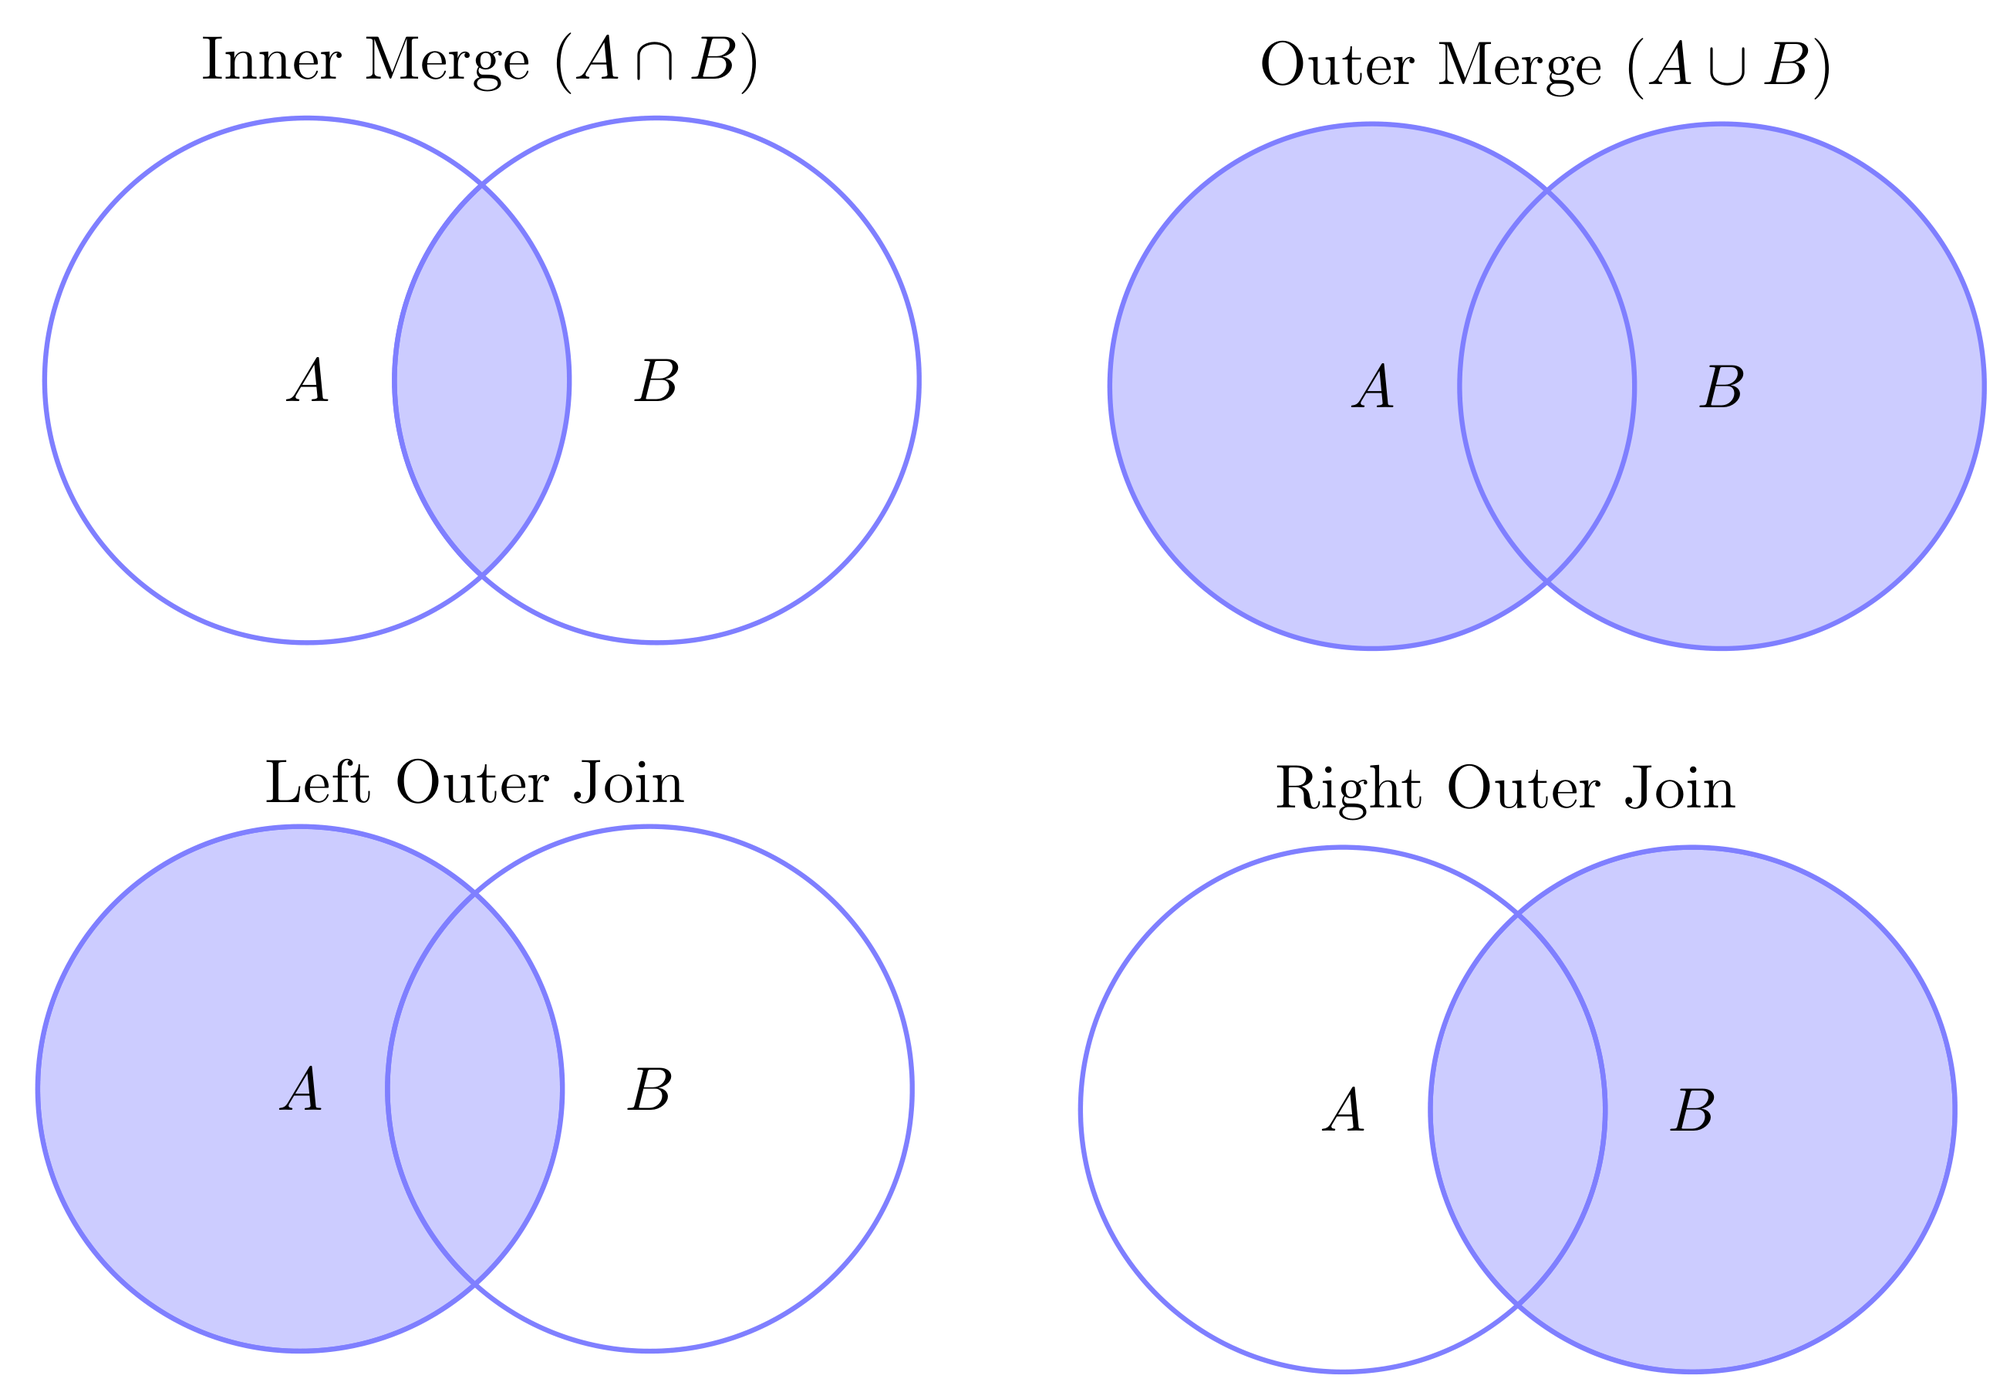 Inner Merge (A ∩ B)
Outer Merge (A ∪ B)
A
B
A
B
Left Outer Join
Right Outer Join
A
B
A
B